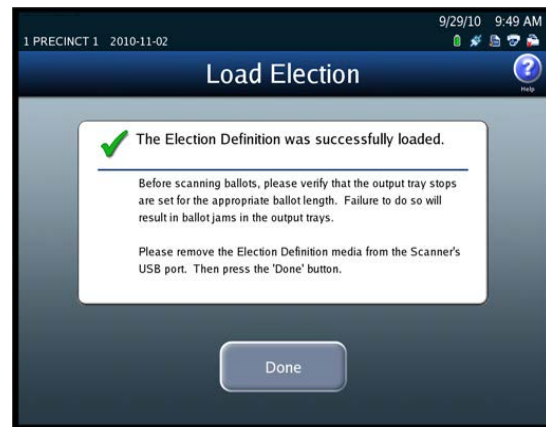 9/29/10 9:49 AM
1 PRECINCT 1 2010-11-02
Load Election
Help
The Election Definition was successfully loaded.
Before scanning ballots, please verify that the output tray stops
are set for the appropriate ballot length. Failure to do so will
result in ballot jams in the output trays.
Please remove the Election Definition media from the Scanner's
USB port. Then press the 'Done' button.
Done